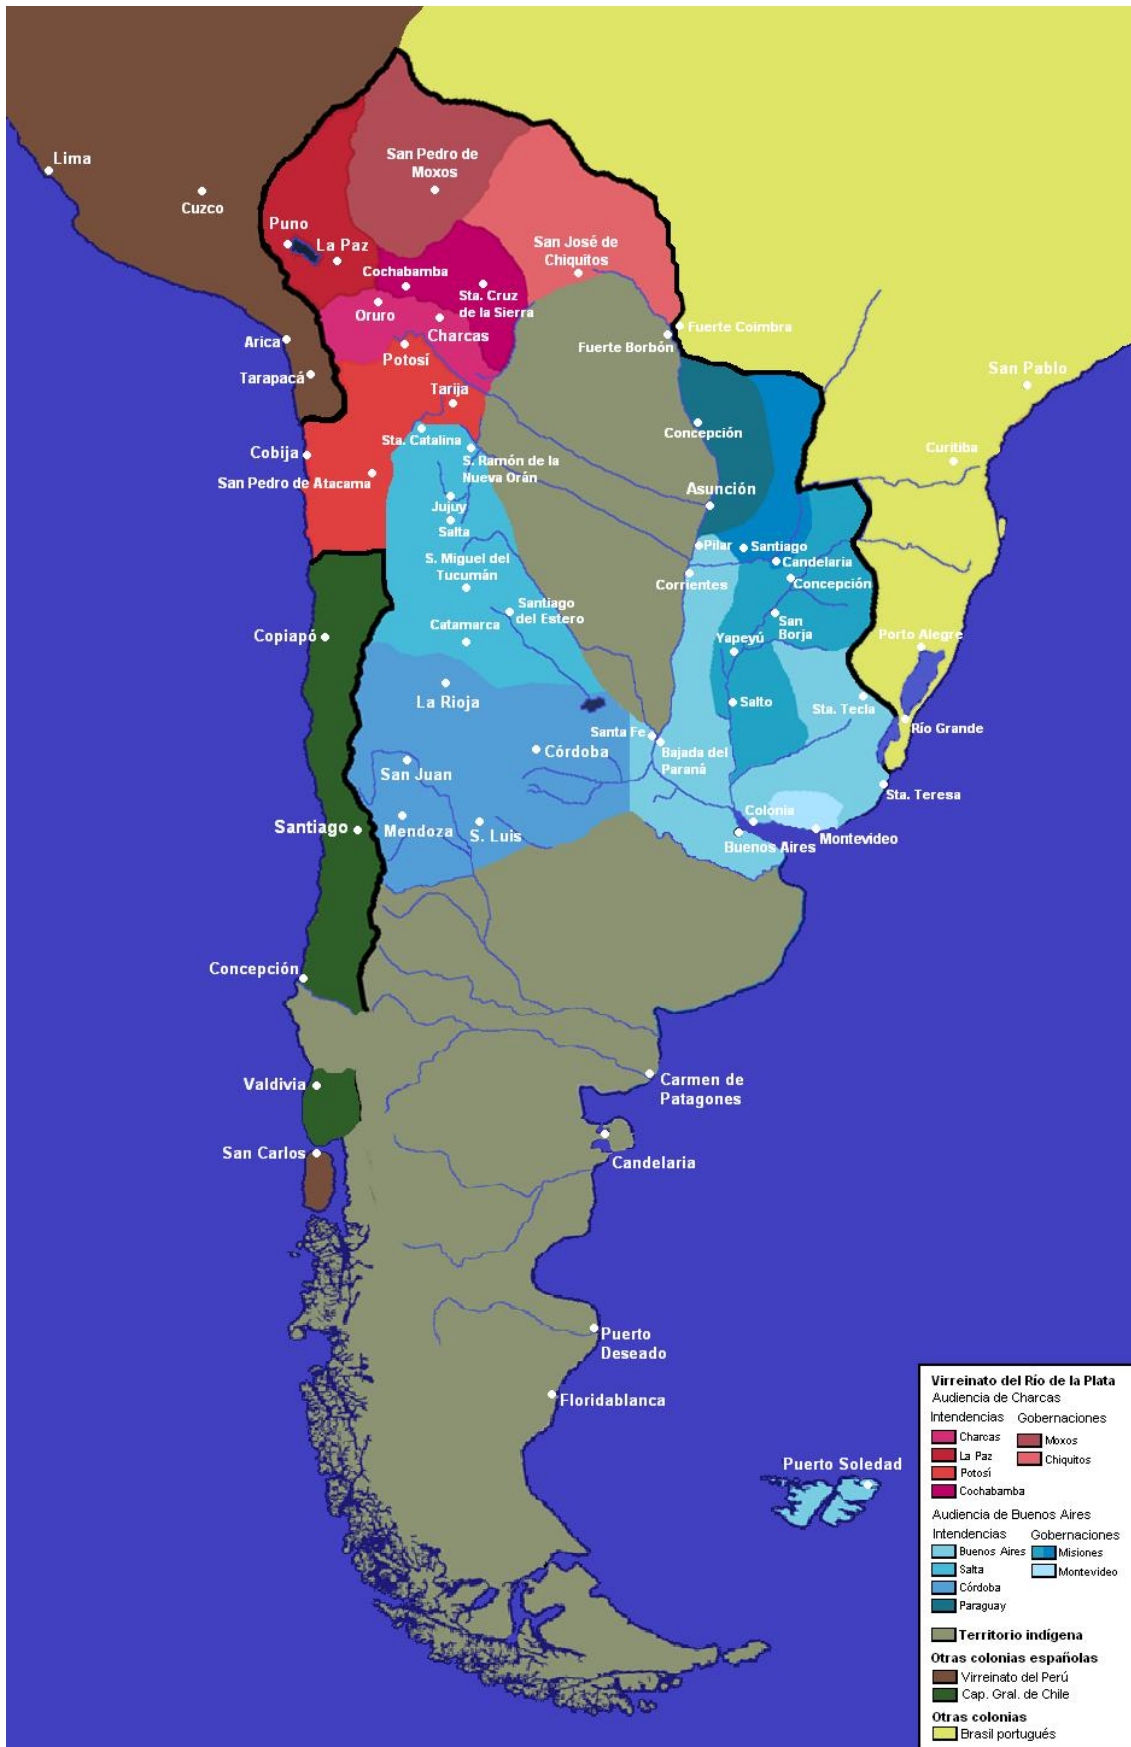 Lima
Cuzco
San Pedro de
Moxos
Puno
La Paz
San José de
Chiquitos
Cochabamba
Sta. Cruz
de la Sierra
Oruro
Charcas
Arica
Potosí
Fuerte Coimbra
Fuerte Borbón
Tarapacá
Tarija
San Pablo
Sta. Catalina
Concepción
Cobija
S. Ramón de la
Nueva Orán
Curitiba
San Pedro de Atacama
Asunción
Jujuy
Salta
Pilar
Santiago
S. Miguel del
Tucumán
Candelaria
Corrientes
Concepción
Santiago
del Estero
Copiapó
Catamarca
San
Borja
Yapeyú
Porto Alegre
La Rioja
Salto
Sta. Tecla
Santa Fe
Río Grande
Bajada del
Paraná
Córdoba
San Juan
Sta. Teresa
Colonia
Santiago
Mendoza
S. Luis
Buenos Aires
Montevideo
Concepción
Valdivia
Carmen de
Patagones
San Carlos
Candelaria
Puerto
Deseado
Floridablanca
Puerto Soledad
Virreinato del Río de la Plata
Audiencia de Charcas
Intendencias Gobernaciones
Charcas Moxos
La Paz Chiquitos
Potosí
Cochabamba
Audiencia de Buenos Aires
Intendencias Gobernaciones
Buenos Aires Misiones
Salta Montevideo
Córdoba
Paraguay
Territorio indígena
Otras colonias españolas
Virreinato del Perú
Cap. Gral. de Chile
Otras colonias
Brasil portugués